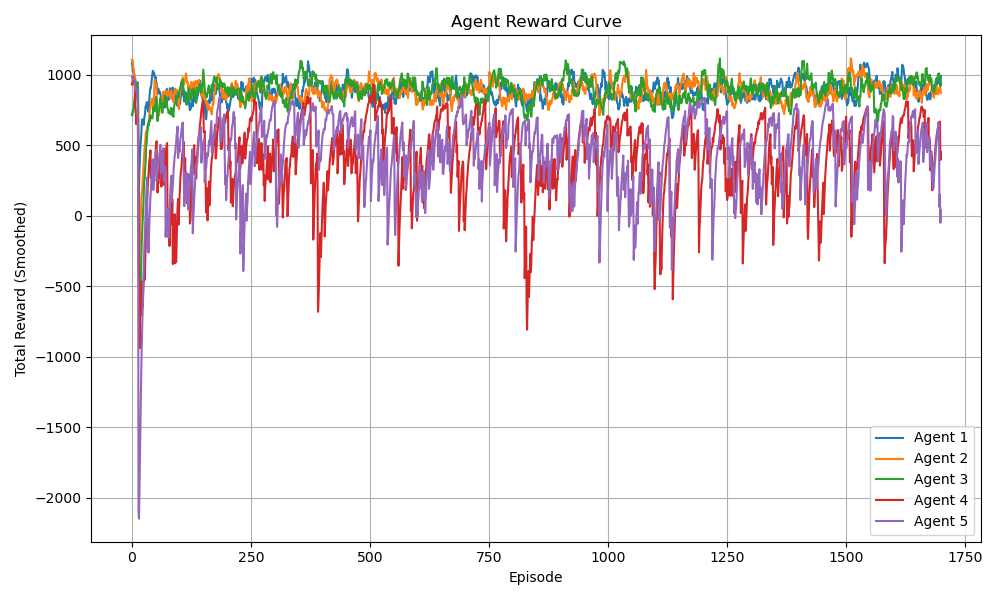 Agent Reward Curve
Total Reward (Smoothed)
1000
500
0
−500
−1000
−1500
−2000
0 250 500 750 1000 1250 1500 1750
Episode
Agent 1
Agent 2
Agent 3
Agent 4
Agent 5